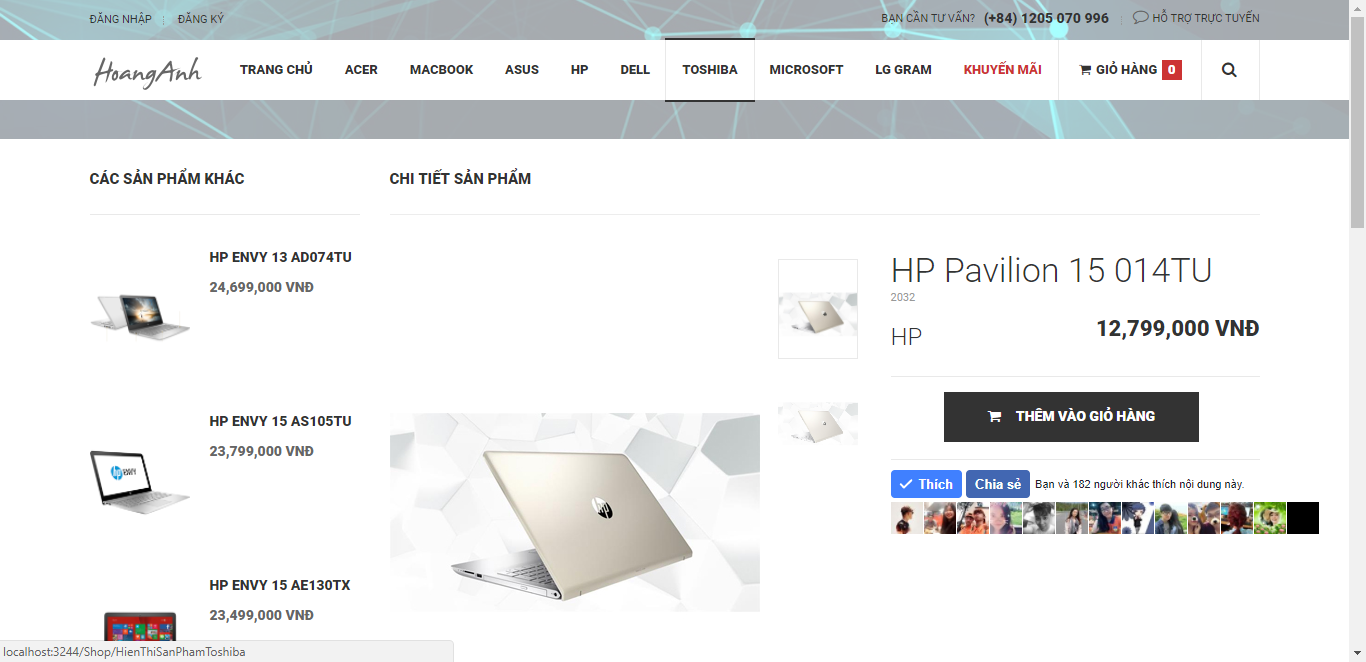 ĐĂNG NHẬP
ĐĂNG KÝ
BẠN CẦN TƯ VẤN? (+84) 1205 070 996
HỖ TRỢ TRỰC TUYẾN
HoangAnh
TRANG CHỦ ACER MACBOOK ASUS HP DELL TOSHIBA MICROSOFT LG GRAM KHUYẾN MÃI GIỎ HÀNG 0
CÁC SẢN PHẨM KHÁC
HP ENVY 13 AD074TU
24,699,000 VNĐ
HP ENVY 15 AS105TU
23,799,000 VNĐ
HP ENVY 15 AE130TX
23,499,000 VNĐ
CHI TIẾT SẢN PHẨM
HP Pavilion 15 014TU
2032
HP
12,799,000 VNĐ
THÊM VÀO GIỎ HÀNG
Thích Chia sẻ Bạn và 182 người khác thích nội dung này.
localhost:3244/Shop/HienThiSanPhamToshiba